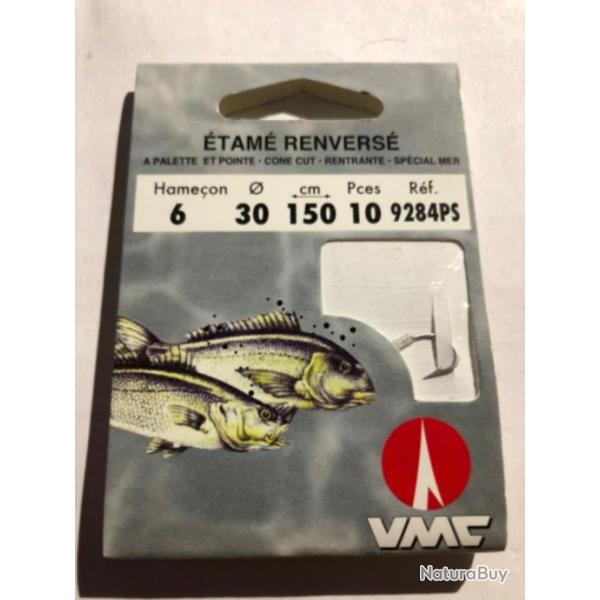 ÉTAMÉ RENVERSÉ
A PALETTE ET POINTE · CONE CUT · RENTRANTE · SPÉCIAL MER
Hameçon Ø cm Pces Réf.
6 30 150 10 9284PS
VMC
NaturaBuy